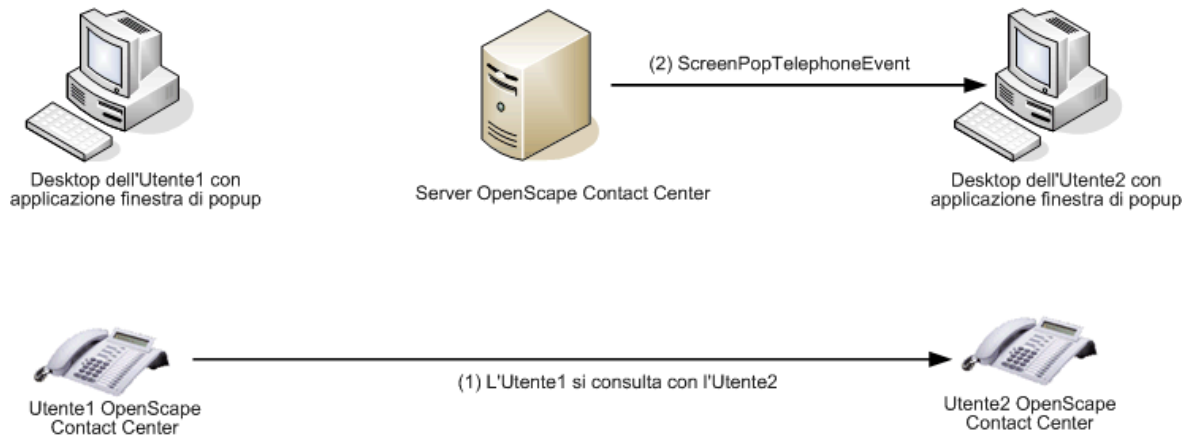 (2) ScreenPopTelephoneEvent
Desktop dell'Utente1 con
applicazione finestra di popup
Server OpenScape Contact Center
Desktop dell'Utente2 con
applicazione finestra di popup
(1) L'Utente1 si consulta con l'Utente2
Utente1 OpenScape
Contact Center
Utente2 OpenScape
Contact Center